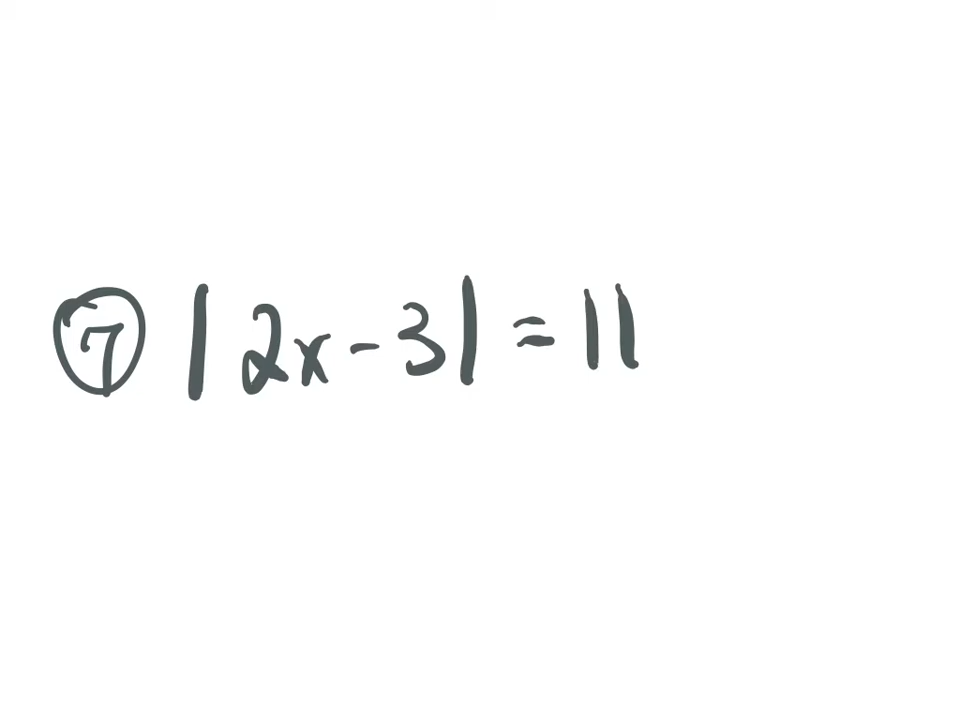 ⑦ |2x-3| = 11